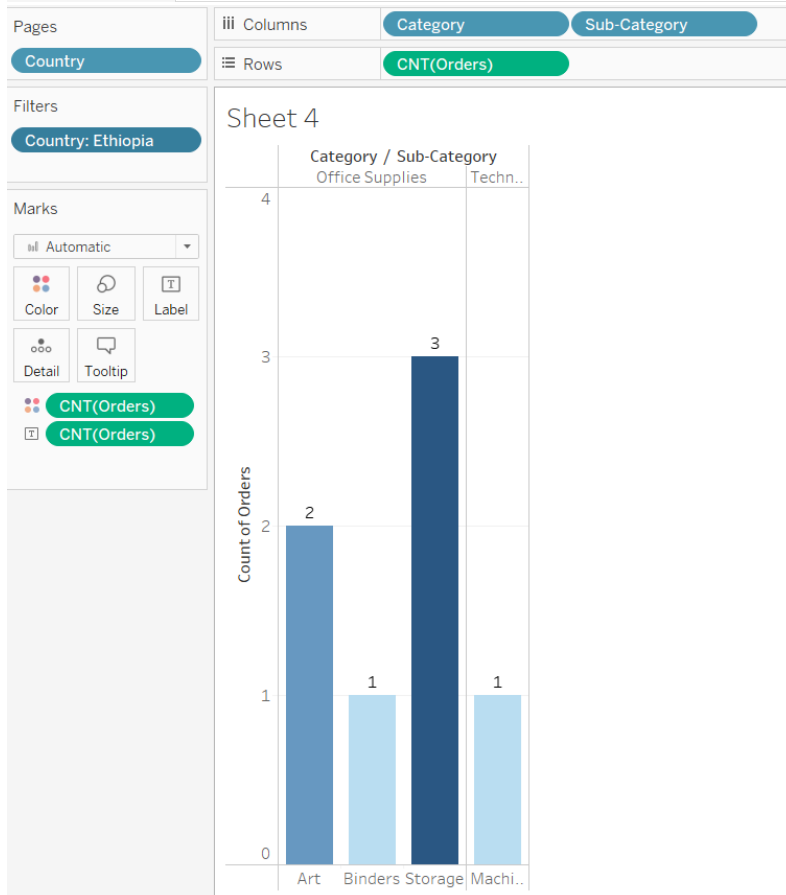 Pages
Country
iii Columns
Category
Sub-Category
Rows
CNT(Orders)
Filters
Country: Ethiopia
Marks
Automatic
Color
Size
T
Label
Detail
Tooltip
CNT(Orders)
T
CNT(Orders)
Sheet 4
Category / Sub-Category
Office Supplies
Techn..
Count of Orders
4
3
2
1
0
2
1
3
1
Art
Binders
Storage
Machi..